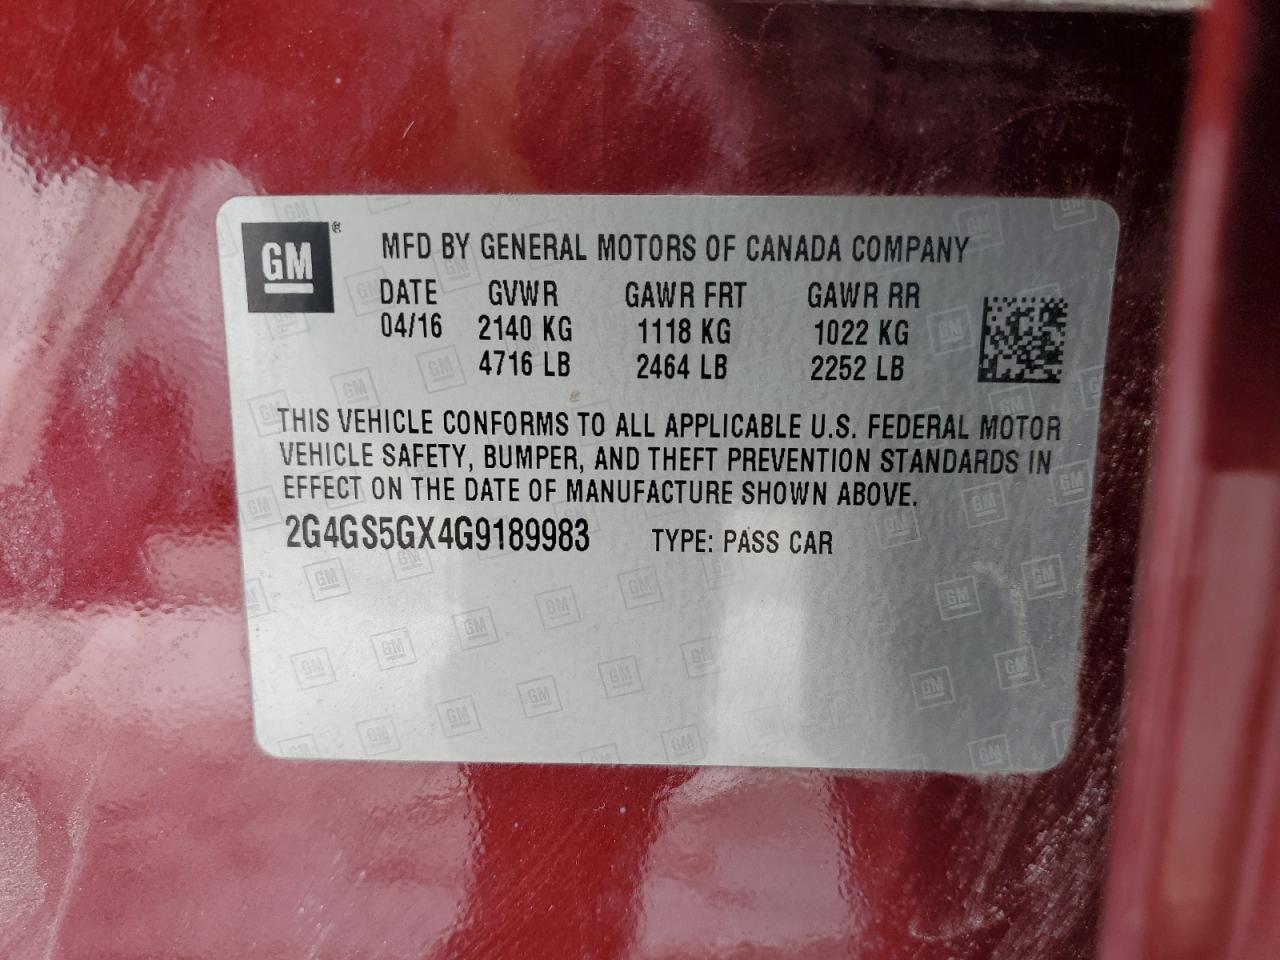 GM ®
MFD BY GENERAL MOTORS OF CANADA COMPANY
DATE GVWR GAWR FRT GAWR RR
04/16 2140 KG 1118 KG 1022 KG
4716 LB 2464 LB 2252 LB
THIS VEHICLE CONFORMS TO ALL APPLICABLE U.S. FEDERAL MOTOR
VEHICLE SAFETY, BUMPER, AND THEFT PREVENTION STANDARDS IN
EFFECT ON THE DATE OF MANUFACTURE SHOWN ABOVE.
2G4GS5GX4G9189983 TYPE: PASS CAR